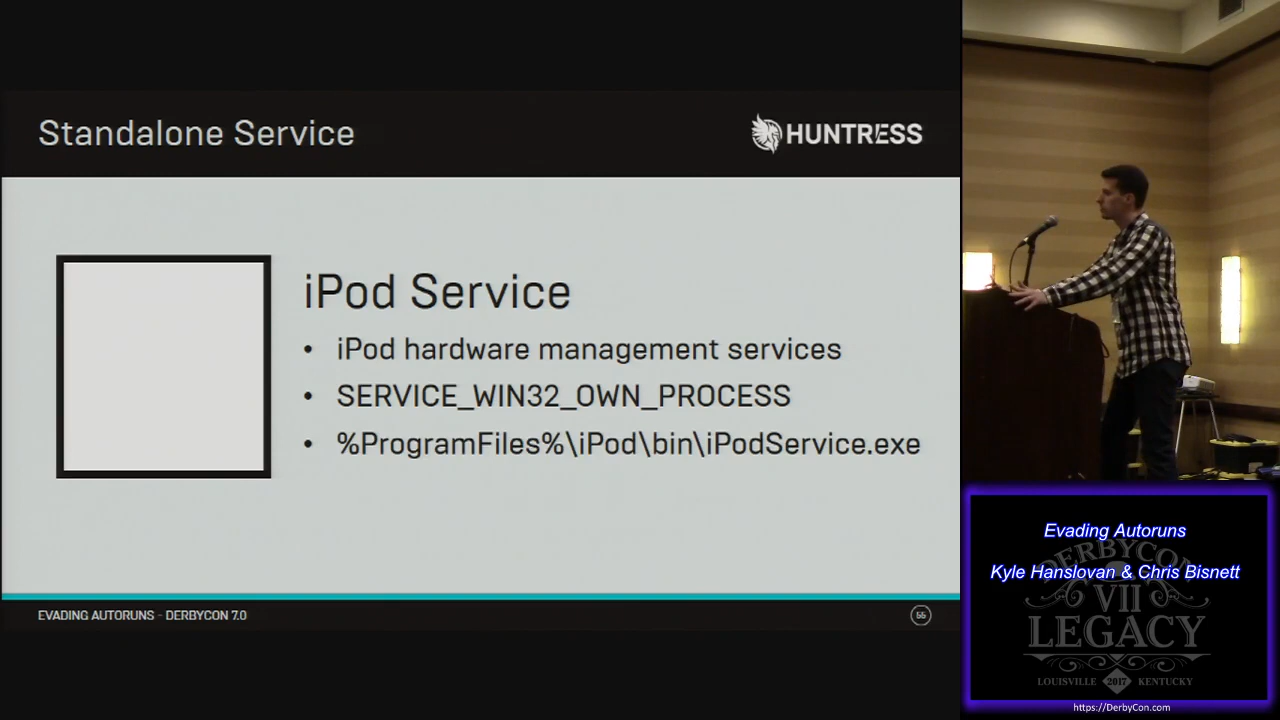 Standalone Service
HUNTRESS
iPod Service
• iPod hardware management services
• SERVICE_WIN32_OWN_PROCESS
• %ProgramFiles%\iPod\bin\iPodService.exe
EVADING AUTORUNS - DERBYCON 7.0
55
Evading Autoruns
Kyle Hanslovan & Chris Bisnett
DERBYCON
VII
LEGACY
LOUISVILLE 2017 KENTUCKY
https://DerbyCon.com